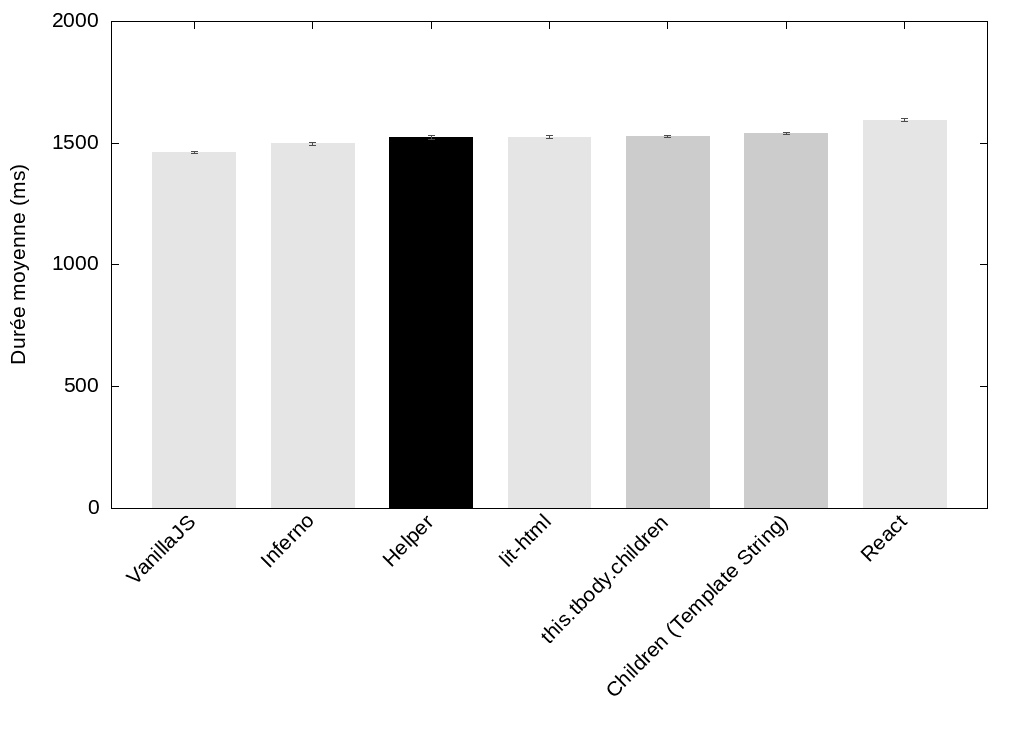 2000
1500
1000
500
0
Durée moyenne (ms)
VanillaJS
Inferno
Helper
lit-html
this.tbody.children
Children (Template String)
React